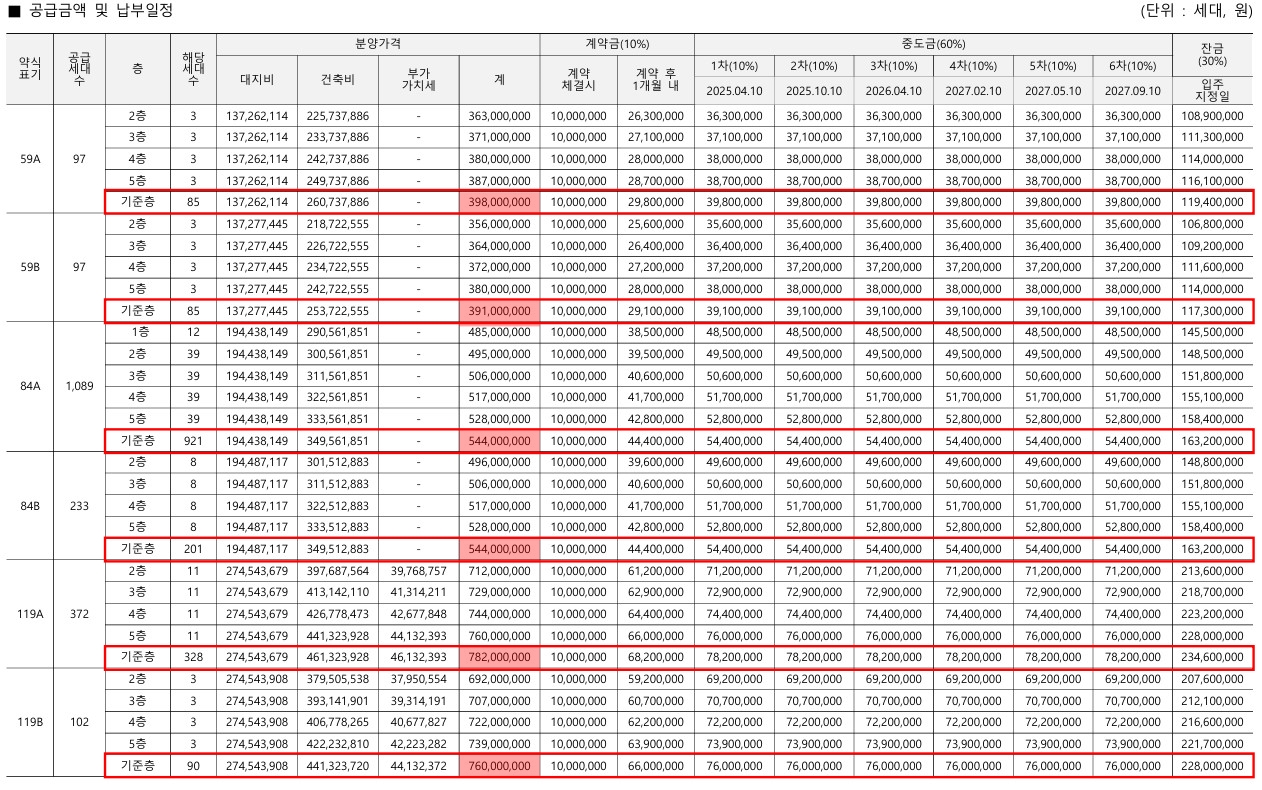 ■ 공급금액 및 납부일정 (단위 : 세대, 원)
약식 표기 공급 세대 수 층 해당 세대 수 분양가격 계약금(10%) 중도금(60%) 잔금 (30%)
대지비 건축비 부가 가치세 계 계약 체결시 계약 후 1개월 내 1차(10%) 2차(10%) 3차(10%) 4차(10%) 5차(10%) 6차(10%)
2025.04.10 2025.10.10 2026.04.10 2027.02.10 2027.05.10 2027.09.10 입주 지정일
59A 97 2층 3 137,262,114 225,737,886 - 363,000,000 10,000,000 26,300,000 36,300,000 36,300,000 36,300,000 36,300,000 36,300,000 36,300,000 108,900,000
3층 3 137,262,114 233,737,886 - 371,000,000 10,000,000 27,100,000 37,100,000 37,100,000 37,100,000 37,100,000 37,100,000 37,100,000 111,300,000
4층 3 137,262,114 242,737,886 - 380,000,000 10,000,000 28,000,000 38,000,000 38,000,000 38,000,000 38,000,000 38,000,000 38,000,000 114,000,000
5층 3 137,262,114 249,737,886 - 387,000,000 10,000,000 28,700,000 38,700,000 38,700,000 38,700,000 38,700,000 38,700,000 38,700,000 116,100,000
기준층 85 137,262,114 260,737,886 - 398,000,000 10,000,000 29,800,000 39,800,000 39,800,000 39,800,000 39,800,000 39,800,000 39,800,000 119,400,000
59B 97 2층 3 137,277,445 218,722,555 - 356,000,000 10,000,000 25,600,000 35,600,000 35,600,000 35,600,000 35,600,000 35,600,000 35,600,000 106,800,000
3층 3 137,277,445 226,722,555 - 364,000,000 10,000,000 26,400,000 36,400,000 36,400,000 36,400,000 36,400,000 36,400,000 36,400,000 109,200,000
4층 3 137,277,445 234,722,555 - 372,000,000 10,000,000 27,200,000 37,200,000 37,200,000 37,200,000 37,200,000 37,200,000 37,200,000 111,600,000
5층 3 137,277,445 242,722,555 - 380,000,000 10,000,000 28,000,000 38,000,000 38,000,000 38,000,000 38,000,000 38,000,000 38,000,000 114,000,000
기준층 85 137,277,445 253,722,555 - 391,000,000 10,000,000 29,100,000 39,100,000 39,100,000 39,100,000 39,100,000 39,100,000 39,100,000 117,300,000
84A 1,089 1층 12 194,438,149 290,561,851 - 485,000,000 10,000,000 38,500,000 48,500,000 48,500,000 48,500,000 48,500,000 48,500,000 48,500,000 145,500,000
2층 39 194,438,149 300,561,851 - 495,000,000 10,000,000 39,500,000 49,500,000 49,500,000 49,500,000 49,500,000 49,500,000 49,500,000 148,500,000
3층 39 194,438,149 311,561,851 - 506,000,000 10,000,000 40,600,000 50,600,000 50,600,000 50,600,000 50,600,000 50,600,000 50,600,000 151,800,000
4층 39 194,438,149 322,561,851 - 517,000,000 10,000,000 41,700,000 51,700,000 51,700,000 51,700,000 51,700,000 51,700,000 51,700,000 155,100,000
5층 39 194,438,149 333,561,851 - 528,000,000 10,000,000 42,800,000 52,800,000 52,800,000 52,800,000 52,800,000 52,800,000 52,800,000 158,400,000
기준층 921 194,438,149 349,561,851 - 544,000,000 10,000,000 44,400,000 54,400,000 54,400,000 54,400,000 54,400,000 54,400,000 54,400,000 163,200,000
84B 233 2층 8 194,487,117 301,512,883 - 496,000,000 10,000,000 39,600,000 49,600,000 49,600,000 49,600,000 49,600,000 49,600,000 49,600,000 148,800,000
3층 8 194,487,117 311,512,883 - 506,000,000 10,000,000 40,600,000 50,600,000 50,600,000 50,600,000 50,600,000 50,600,000 50,600,000 151,800,000
4층 8 194,487,117 322,512,883 - 517,000,000 10,000,000 41,700,000 51,700,000 51,700,000 51,700,000 51,700,000 51,700,000 51,700,000 155,100,000
5층 8 194,487,117 333,512,883 - 528,000,000 10,000,000 42,800,000 52,800,000 52,800,000 52,800,000 52,800,000 52,800,000 52,800,000 158,400,000
기준층 201 194,487,117 349,512,883 - 544,000,000 10,000,000 44,400,000 54,400,000 54,400,000 54,400,000 54,400,000 54,400,000 54,400,000 163,200,000
119A 372 2층 11 274,543,679 397,687,564 39,768,757 712,000,000 10,000,000 61,200,000 71,200,000 71,200,000 71,200,000 71,200,000 71,200,000 71,200,000 213,600,000
3층 11 274,543,679 413,142,110 41,314,211 729,000,000 10,000,000 62,900,000 72,900,000 72,900,000 72,900,000 72,900,000 72,900,000 72,900,000 218,700,000
4층 11 274,543,679 426,778,473 42,677,848 744,000,000 10,000,000 64,400,000 74,400,000 74,400,000 74,400,000 74,400,000 74,400,000 74,400,000 223,200,000
5층 11 274,543,679 441,323,928 44,132,393 760,000,000 10,000,000 66,000,000 76,000,000 76,000,000 76,000,000 76,000,000 76,000,000 76,000,000 228,000,000
기준층 328 274,543,679 461,323,928 46,132,393 782,000,000 10,000,000 68,200,000 78,200,000 78,200,000 78,200,000 78,200,000 78,200,000 78,200,000 234,600,000
119B 102 2층 3 274,543,908 379,505,538 37,950,554 692,000,000 10,000,000 59,200,000 69,200,000 69,200,000 69,200,000 69,200,000 69,200,000 69,200,000 207,600,000
3층 3 274,543,908 393,141,901 39,314,191 707,000,000 10,000,000 60,700,000 70,700,000 70,700,000 70,700,000 70,700,000 70,700,000 70,700,000 212,100,000
4층 3 274,543,908 406,778,265 40,677,827 722,000,000 10,000,000 62,200,000 72,200,000 72,200,000 72,200,000 72,200,000 72,200,000 72,200,000 216,600,000
5층 3 274,543,908 422,232,810 42,223,282 739,000,000 10,000,000 63,900,000 73,900,000 73,900,000 73,900,000 73,900,000 73,900,000 73,900,000 221,700,000
기준층 90 274,543,908 441,323,720 44,132,372 760,000,000 10,000,000 66,000,000 76,000,000 76,000,000 76,000,000 76,000,000 76,000,000 76,000,000 228,000,000